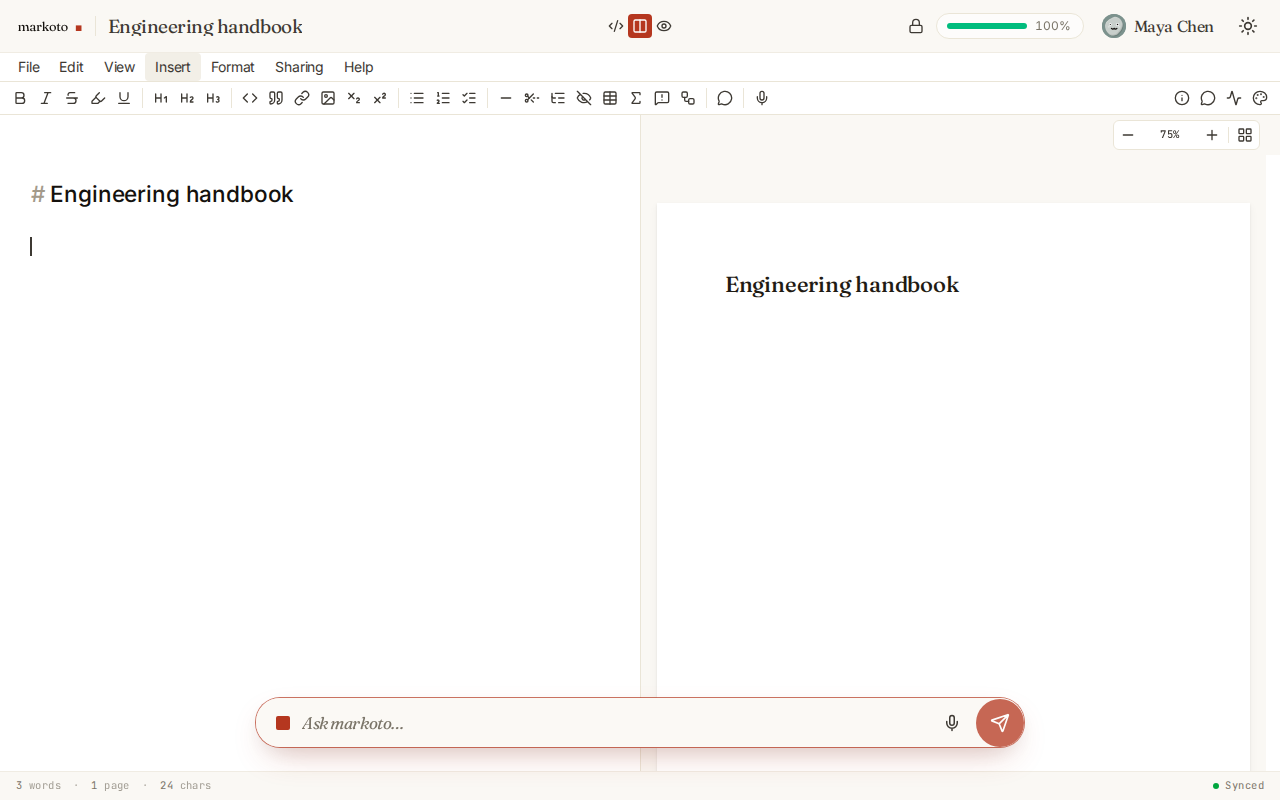 markoto
Engineering handbook
100%
Maya Chen
File Edit View Insert Format Sharing Help
H1 H2 H3
75%
# Engineering handbook
Engineering handbook
Ask markoto...
3 words · 1 page · 24 chars
Synced